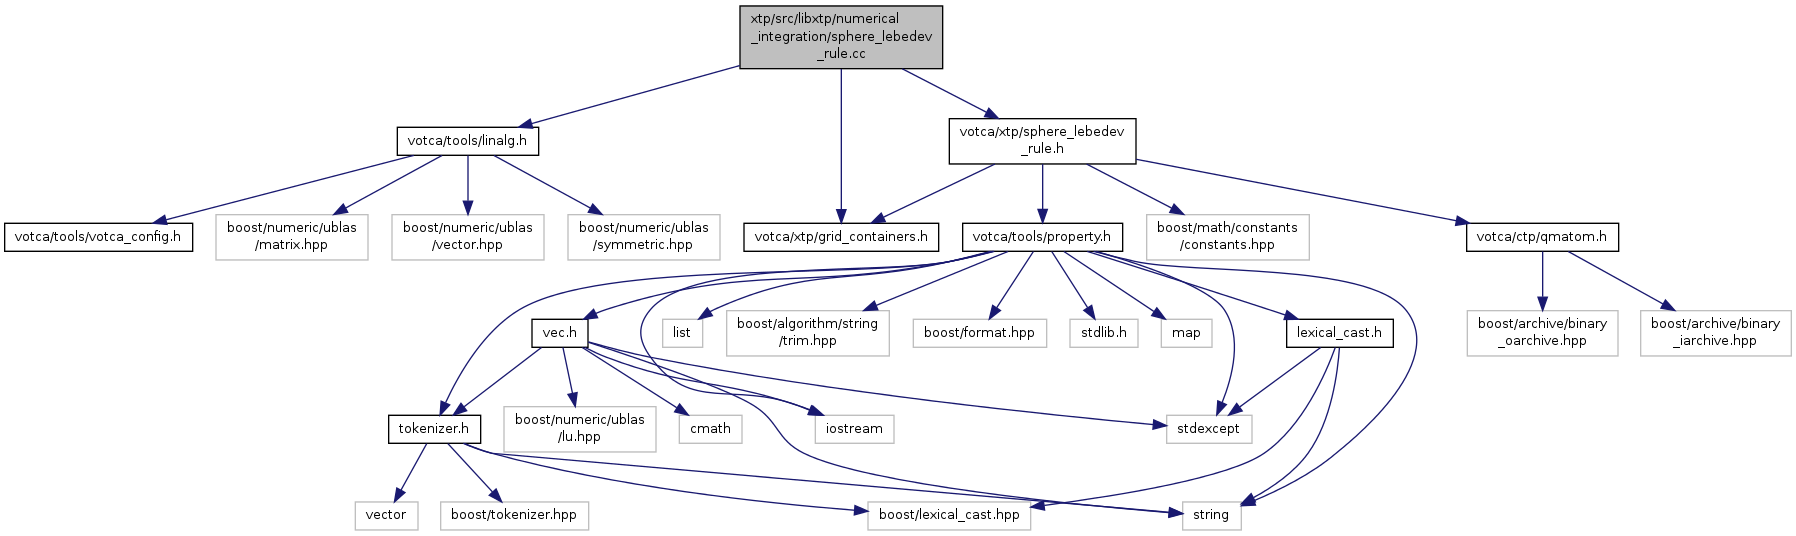 xtp/src/libxtp/numerical
_integration/sphere_lebedev
_rule.cc
votca/tools/linalg.h
votca/xtp/sphere_lebedev
_rule.h
votca/tools/votca_config.h
boost/numeric/ublas
/matrix.hpp
boost/numeric/ublas
/vector.hpp
boost/numeric/ublas
/symmetric.hpp
votca/xtp/grid_containers.h
votca/tools/property.h
boost/math/constants
/constants.hpp
votca/ctp/qmatom.h
vec.h
list
boost/algorithm/string
/trim.hpp
boost/format.hpp
stdlib.h
map
lexical_cast.h
boost/archive/binary
_oarchive.hpp
boost/archive/binary
_iarchive.hpp
tokenizer.h
boost/numeric/ublas
/lu.hpp
cmath
iostream
stdexcept
vector
boost/tokenizer.hpp
boost/lexical_cast.hpp
string